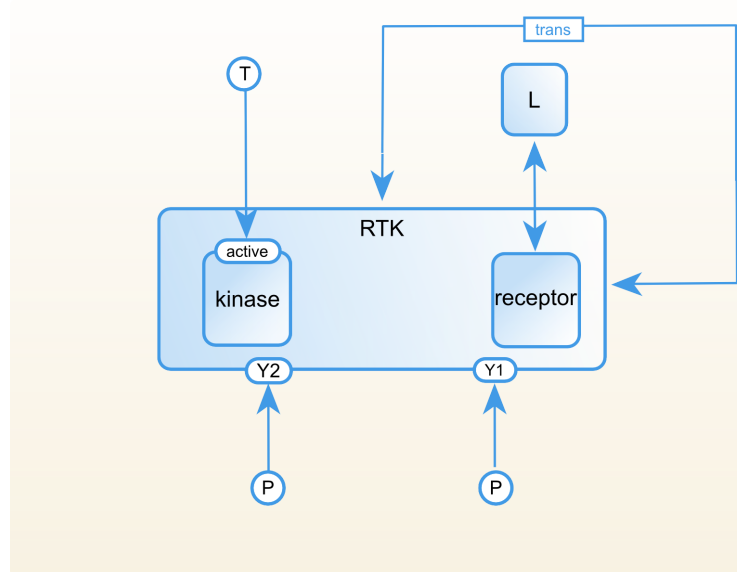 trans
T
L
RTK
active
kinase
receptor
Y2
Y1
P
P